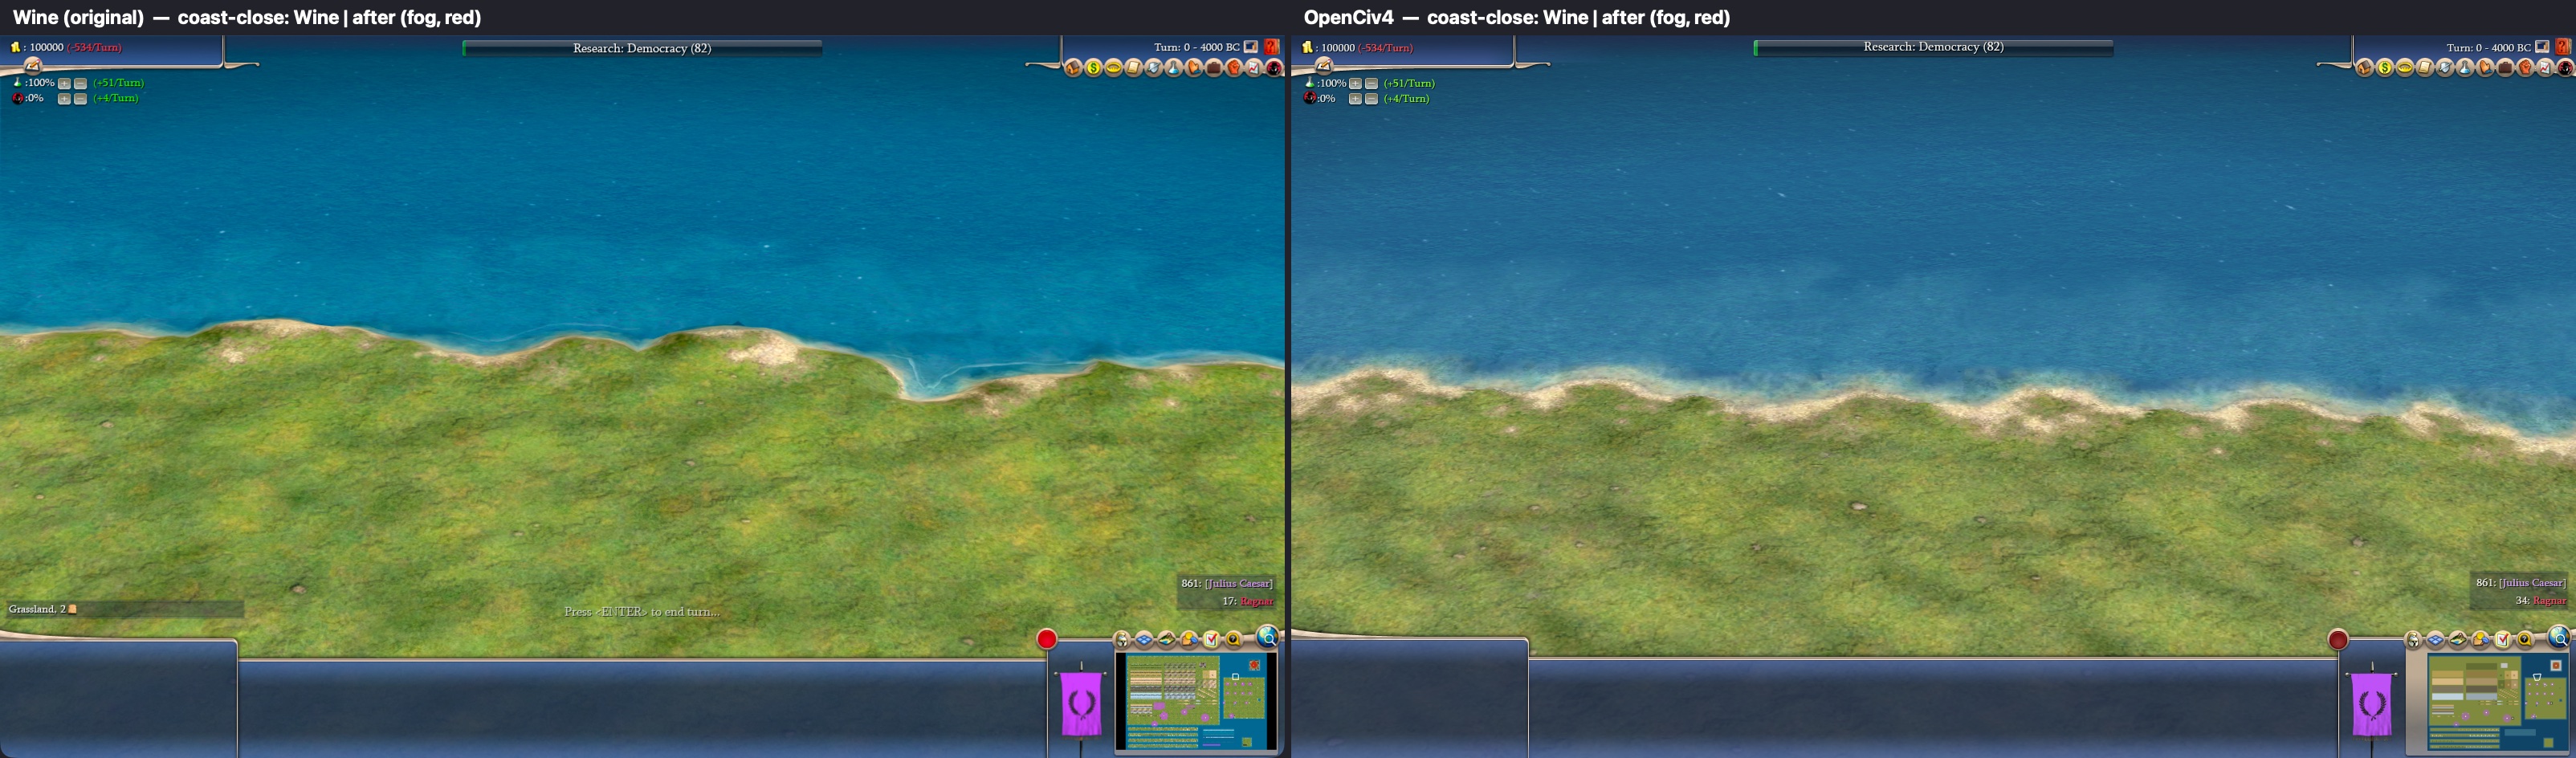 Wine (original) — coast-close: Wine | after (fog, red)
: 100000 (-534/Turn)
Research: Democracy (82)
Turn: 0 - 4000 BC
:100% (+51/Turn)
:0% (+4/Turn)
861: [Julius Caesar]
17: Ragnar
Grassland, 2
Press <ENTER> to end turn...
OpenCiv4 — coast-close: Wine | after (fog, red)
: 100000 (-534/Turn)
Research: Democracy (82)
Turn: 0 - 4000 BC
:100% (+51/Turn)
:0% (+4/Turn)
861: [Julius Caesar]
34: Ragnar